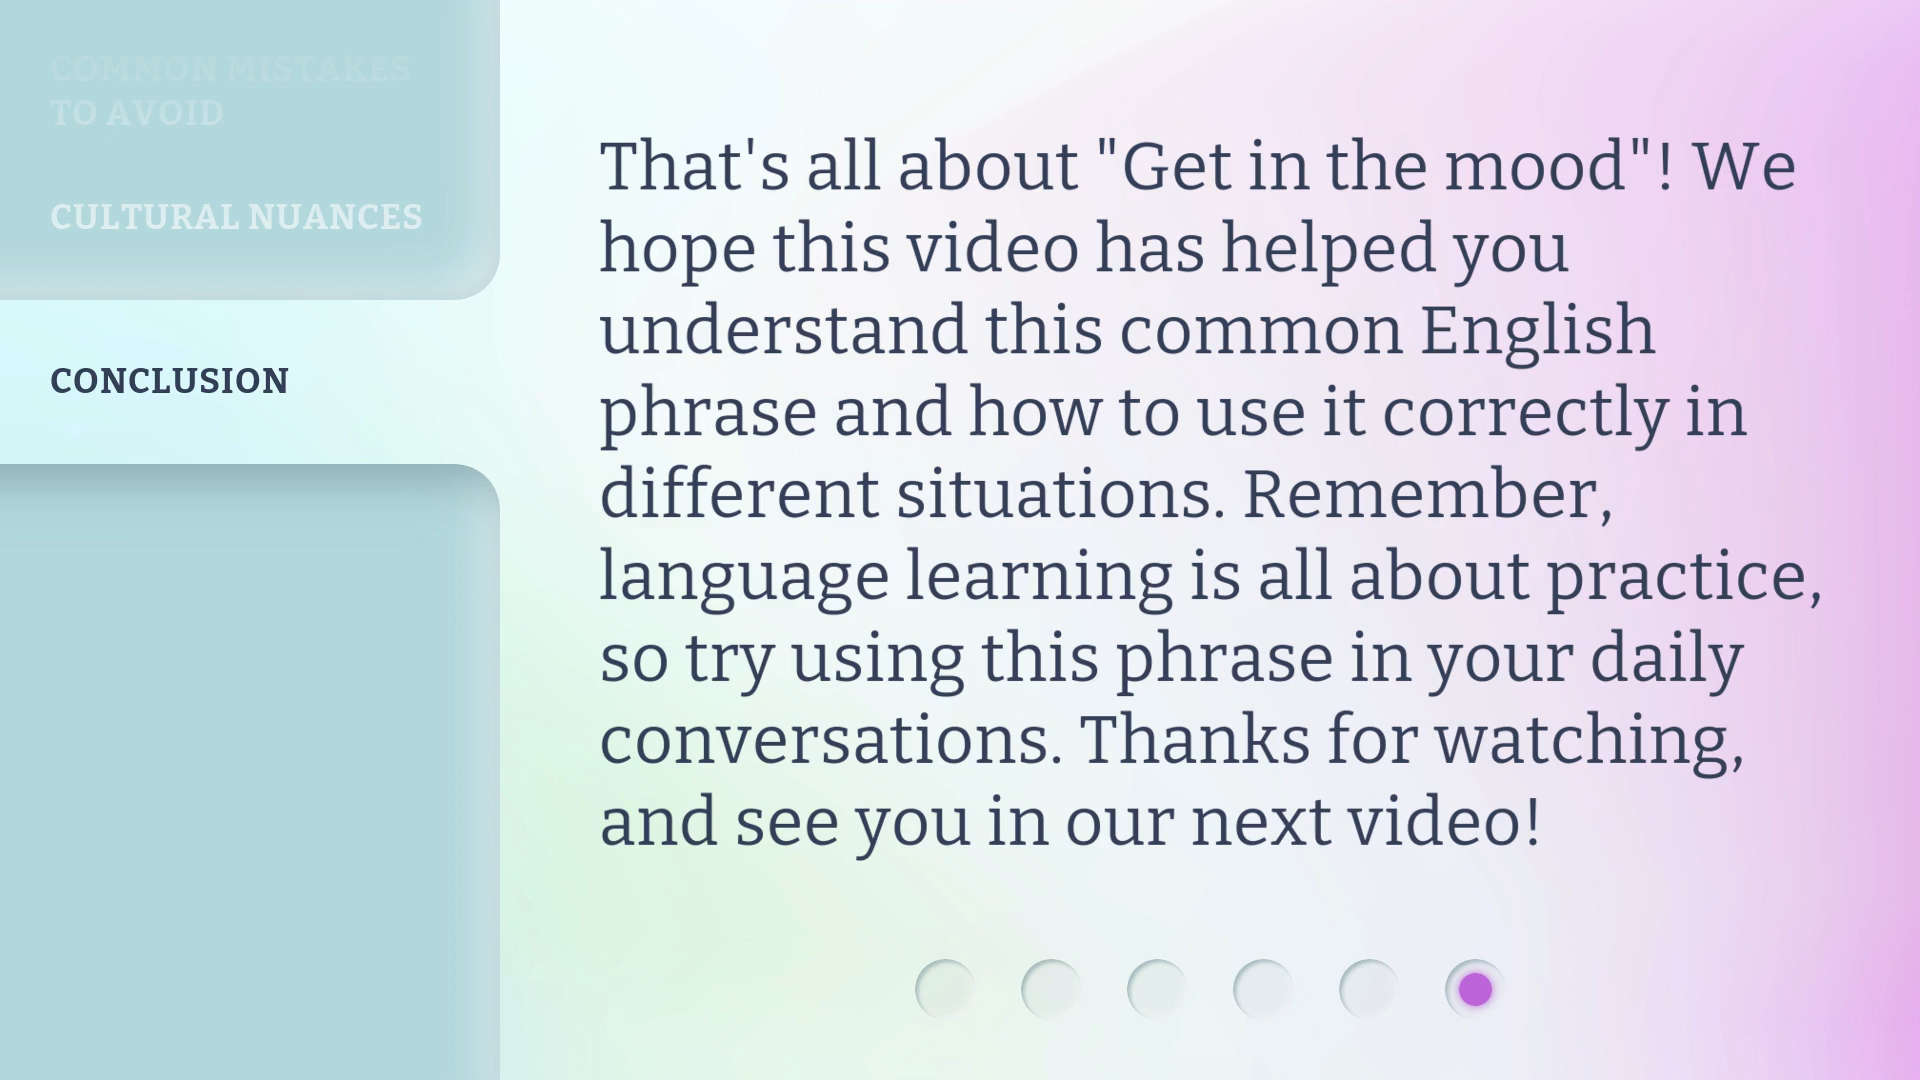 COMMON MISTAKES
TO AVOID
CULTURAL NUANCES
CONCLUSION
That's all about "Get in the mood"! We
hope this video has helped you
understand this common English
phrase and how to use it correctly in
different situations. Remember,
language learning is all about practice,
so try using this phrase in your daily
conversations. Thanks for watching,
and see you in our next video!